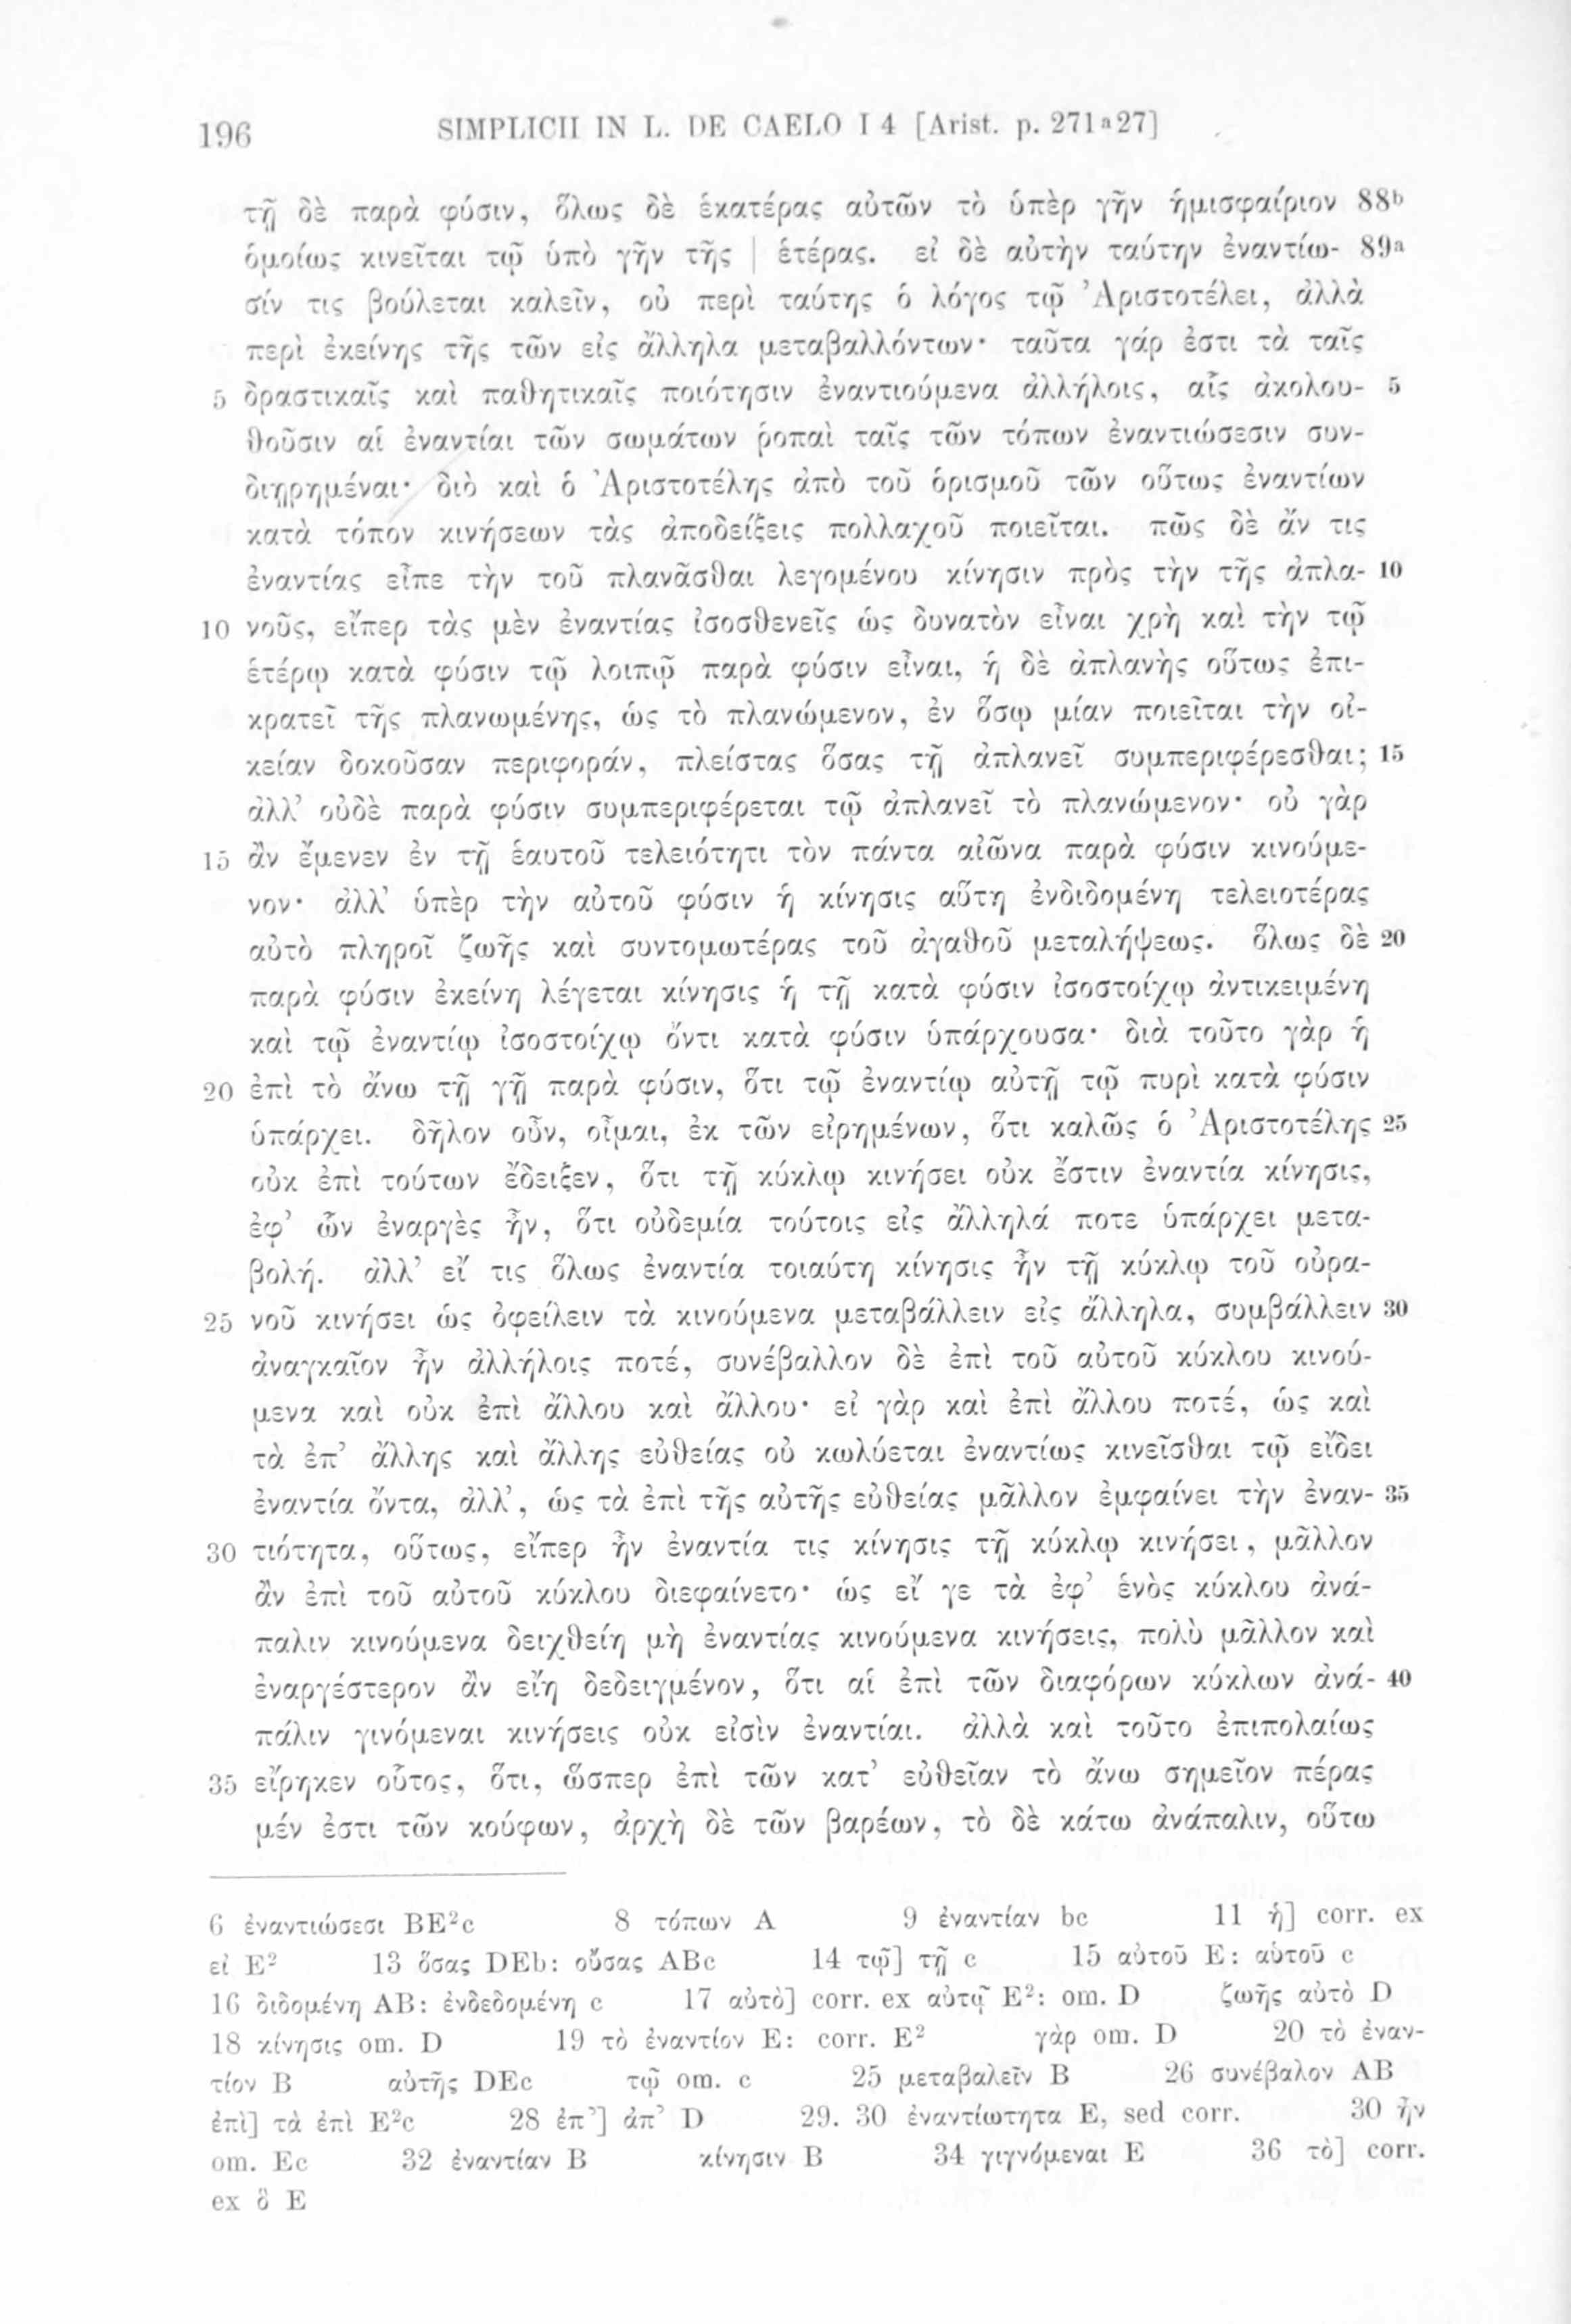 196 SIMPLICII IN L. DE CAELO I 4 [Arist. p. 271ᵃ27]
τῇ δὲ παρὰ φύσιν, ὅλως δὲ ἑκατέρας αὐτῶν τὸ ὑπὲρ γῆν ἡμισφαίριον 88ᵇ
ὁμοίως κινεῖται τῷ ὑπὸ γῆν τῆς | ἑτέρας. εἰ δὲ αὐτὴν ταύτην ἐναντίω- 89ᵃ
σίν τις βούλεται καλεῖν, οὐ περὶ ταύτης ὁ λόγος τῷ Ἀριστοτέλει, ἀλλὰ
περὶ ἐκείνης τῆς τῶν εἰς ἄλληλα μεταβαλλόντων· ταῦτα γάρ ἐστι τὰ ταῖς
5 δραστικαῖς καὶ παθητικαῖς ποιότησιν ἐναντιούμενα ἀλλήλοις, αἷς ἀκολου- 5
θοῦσιν αἱ ἐναντίαι τῶν σωμάτων ῥοπαὶ ταῖς τῶν τόπων ἐναντιώσεσιν συν-
διῃρημέναι· διὸ καὶ ὁ Ἀριστοτέλης ἀπὸ τοῦ ὁρισμοῦ τῶν οὕτως ἐναντίων
κατὰ τόπον κινήσεων τὰς ἀποδείξεις πολλαχοῦ ποιεῖται. πῶς δὲ ἄν τις
ἐναντίας εἶπε τὴν τοῦ πλανᾶσθαι λεγομένου κίνησιν πρὸς τὴν τῆς ἀπλα- 10
10 νοῦς, εἴπερ τὰς μὲν ἐναντίας ἰσοσθενεῖς ὡς δυνατὸν εἶναι χρὴ καὶ τὴν τῷ
ἑτέρῳ κατὰ φύσιν τῷ λοιπῷ παρὰ φύσιν εἶναι, ἡ δὲ ἀπλανὴς οὕτως ἐπι-
κρατεῖ τῆς πλανωμένης, ὡς τὸ πλανώμενον, ἐν ὅσῳ μίαν ποιεῖται τὴν οἰ-
κείαν δοκοῦσαν περιφοράν, πλείστας ὅσας τῇ ἀπλανεῖ συμπεριφέρεσθαι; 15
ἀλλ’ οὐδὲ παρὰ φύσιν συμπεριφέρεται τῷ ἀπλανεῖ τὸ πλανώμενον· οὐ γὰρ
15 ἂν ἔμενεν ἐν τῇ ἑαυτοῦ τελειότητι τὸν πάντα αἰῶνα παρὰ φύσιν κινούμε-
νον· ἀλλ’ ὑπὲρ τὴν αὐτοῦ φύσιν ἡ κίνησις αὕτη ἐνδιδομένη τελειοτέρας
αὐτὸ πληροῖ ζωῆς καὶ συντομωτέρας τοῦ ἀγαθοῦ μεταλήψεως. ὅλως δὲ 20
παρὰ φύσιν ἐκείνη λέγεται κίνησις ἡ τῇ κατὰ φύσιν ἰσοστοίχῳ ἀντικειμένη
καὶ τῷ ἐναντίῳ ἰσοστοίχῳ ὄντι κατὰ φύσιν ὑπάρχουσα· διὰ τοῦτο γὰρ ἡ
20 ἐπὶ τὸ ἄνω τῇ γῇ παρὰ φύσιν, ὅτι τῷ ἐναντίῳ αὐτῇ τῷ πυρὶ κατὰ φύσιν
ὑπάρχει. δῆλον οὖν, οἶμαι, ἐκ τῶν εἰρημένων, ὅτι καλῶς ὁ Ἀριστοτέλης 25
οὐκ ἐπὶ τούτων ἔδειξεν, ὅτι τῇ κύκλῳ κινήσει οὐκ ἔστιν ἐναντία κίνησις,
ἐφ’ ὧν ἐναργὲς ἦν, ὅτι οὐδεμία τούτοις εἰς ἄλληλά ποτε ὑπάρχει μετα-
βολή. ἀλλ’ εἴ τις ὅλως ἐναντία τοιαύτη κίνησις ἦν τῇ κύκλῳ τοῦ οὐρα-
25 νοῦ κινήσει ὡς ὀφείλειν τὰ κινούμενα μεταβάλλειν εἰς ἄλληλα, συμβάλλειν 30
ἀναγκαῖον ἦν ἀλλήλοις ποτέ, συνέβαλλον δὲ ἐπὶ τοῦ αὐτοῦ κύκλου κινού-
μενα καὶ οὐκ ἐπὶ ἄλλου καὶ ἄλλου· εἰ γὰρ καὶ ἐπὶ ἄλλου ποτέ, ὡς καὶ
τὰ ἐπ’ ἄλλης καὶ ἄλλης εὐθείας οὐ κωλύεται ἐναντίως κινεῖσθαι τῷ εἴδει
ἐναντία ὄντα, ἀλλ’, ὡς τὰ ἐπὶ τῆς αὐτῆς εὐθείας μᾶλλον ἐμφαίνει τὴν ἐναν- 35
30 τιότητα, οὕτως, εἴπερ ἦν ἐναντία τις κίνησις τῇ κύκλῳ κινήσει, μᾶλλον
ἂν ἐπὶ τοῦ αὐτοῦ κύκλου διεφαίνετο· ὡς εἴ γε τὰ ἐφ’ ἑνὸς κύκλου ἀνά-
παλιν κινούμενα δειχθείη μὴ ἐναντίας κινούμενα κινήσεις, πολὺ μᾶλλον καὶ
ἐναργέστερον ἂν εἴη δεδειγμένον, ὅτι αἱ ἐπὶ τῶν διαφόρων κύκλων ἀνά- 40
πάλιν γινόμεναι κινήσεις οὐκ εἰσὶν ἐναντίαι. ἀλλὰ καὶ τοῦτο ἐπιπολαίως
35 εἴρηκεν οὗτος, ὅτι, ὥσπερ ἐπὶ τῶν κατ’ εὐθεῖαν τὸ ἄνω σημεῖον πέρας
μέν ἐστι τῶν κούφων, ἀρχὴ δὲ τῶν βαρέων, τὸ δὲ κάτω ἀνάπαλιν, οὕτω
6 ἐναντιώσεσι BE²c 8 τόπων A 9 ἐναντίαν bc 11 ἡ] corr. ex
εἰ E² 13 ὅσας DEb: οὔσας ABc 14 τῷ] τῇ c 15 αὐτοῦ E: αὑτοῦ c
16 διδομένη AB: ἐνδεδομένη c 17 αὐτὸ] corr. ex αὐτῷ E²: om. D ζωῆς αὐτὸ D
18 κίνησις om. D 19 τὸ ἐναντίον E: corr. E² γὰρ om. D 20 τὸ ἐναν-
τίον B αὐτῆς DEc τῷ om. c 25 μεταβαλεῖν B 26 συνέβαλον AB
ἐπὶ] τὰ ἐπὶ E²c 28 ἐπ’] ἀπ’ D 29. 30 ἐναντίωτητα E, sed corr. 30 ἦν
om. Ec 32 ἐναντίαν B κίνησιν B 34 γιγνόμεναι E 36 τὸ] corr.
ex ὃ E